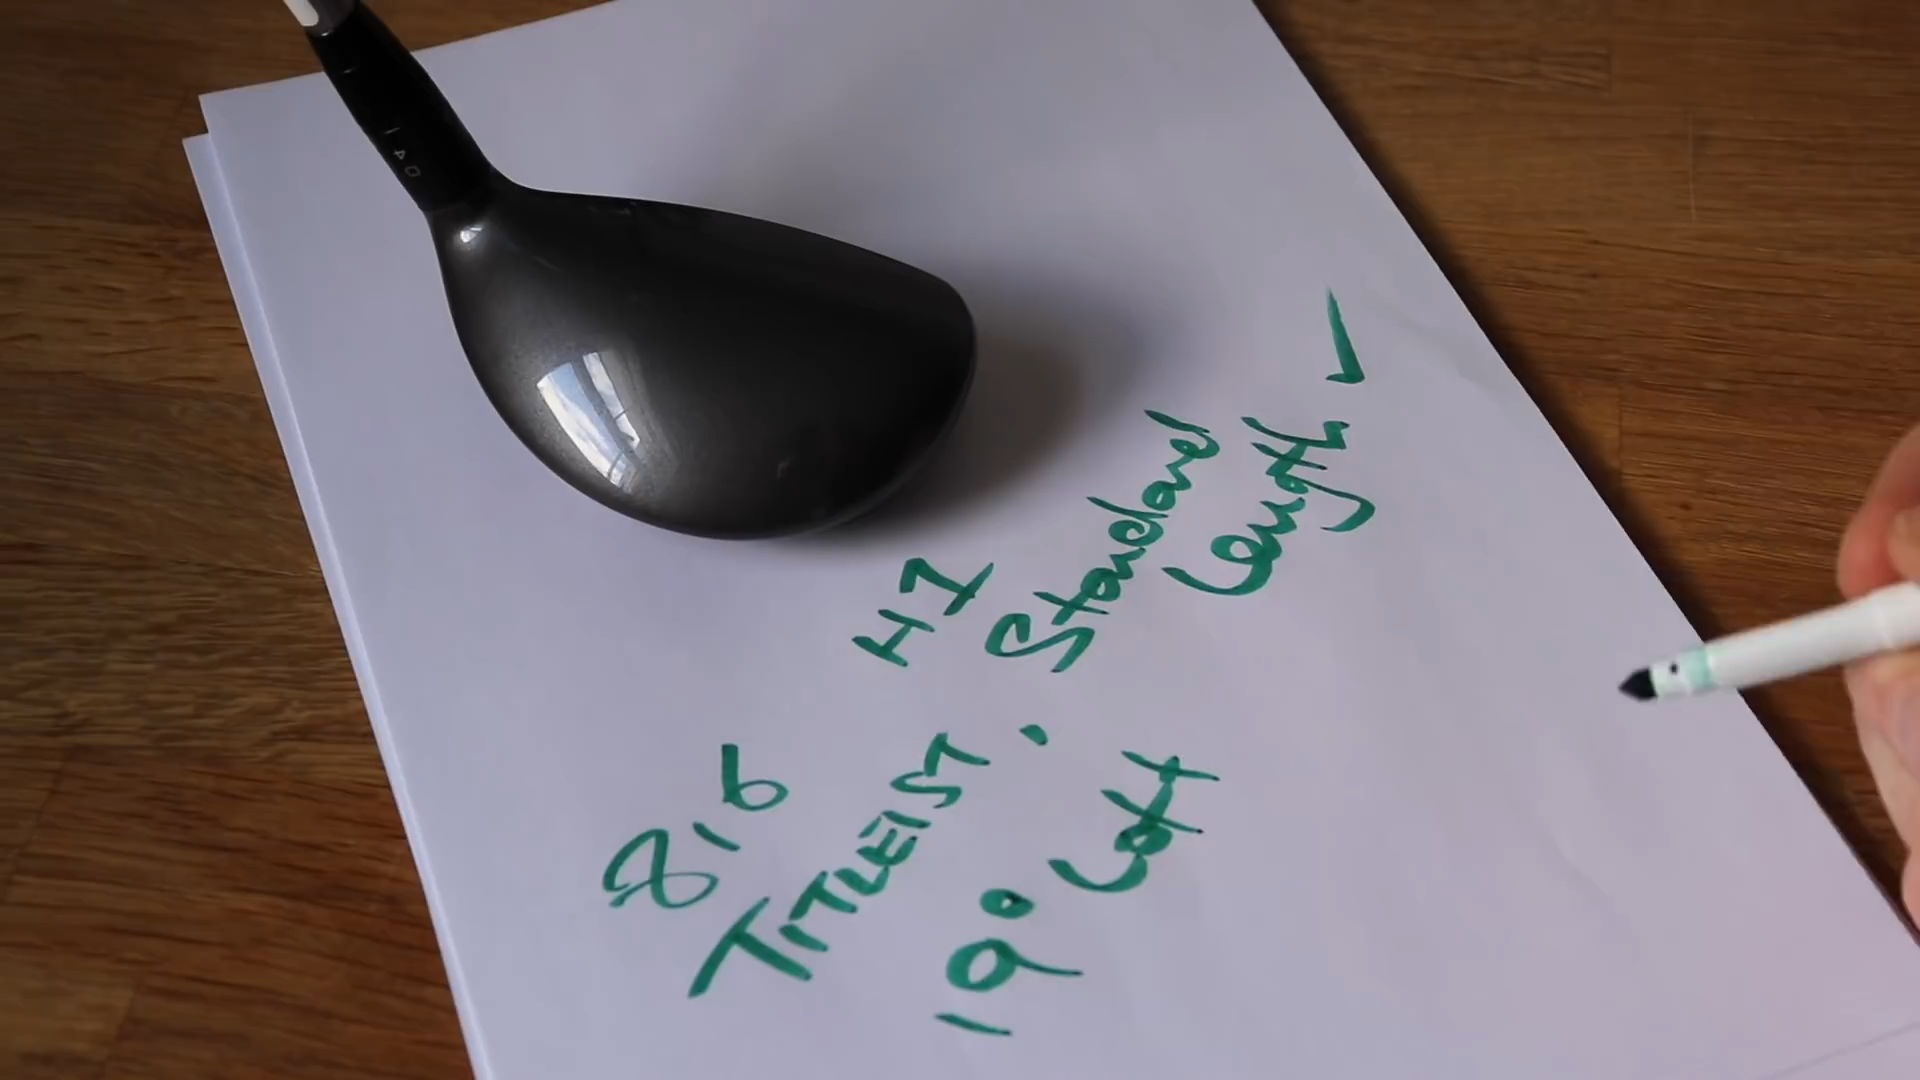 816 H1
TITLEIST.
19° Loft
Standard
Length ✓